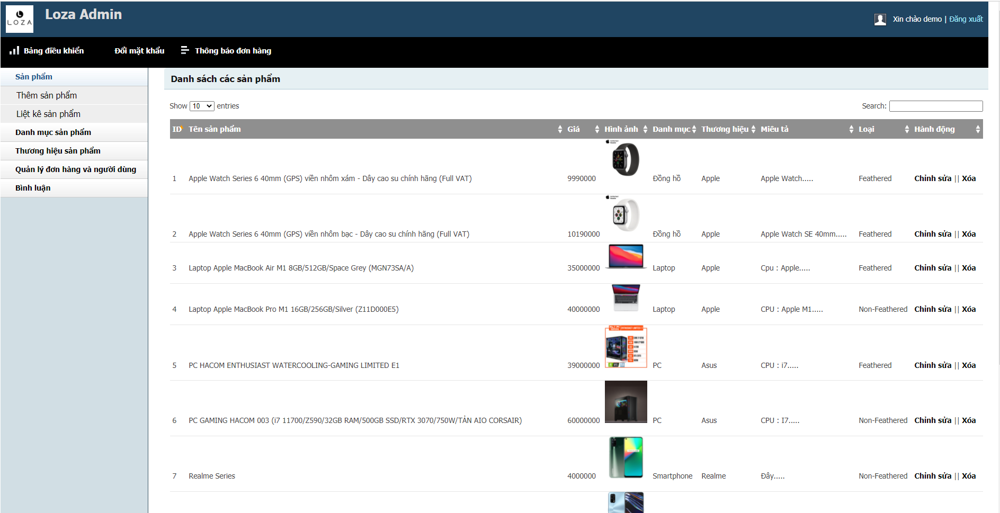 LOZA
Loza Admin
Xin chào demo | Đăng xuất
Bảng điều khiển
Đổi mật khẩu
Thông báo đơn hàng
Sản phẩm
Thêm sản phẩm
Liệt kê sản phẩm
Danh mục sản phẩm
Thương hiệu sản phẩm
Quản lý đơn hàng và người dùng
Bình luận
Danh sách các sản phẩm
Show 10 entries
Search:
ID Tên sản phẩm Giá Hình ảnh Danh mục Thương hiệu Miêu tả Loại Hành động
1 Apple Watch Series 6 40mm (GPS) viền nhôm xám - Dây cao su chính hãng (Full VAT) 9990000 Đồng hồ Apple Apple Watch..... Feathered Chỉnh sửa || Xóa
2 Apple Watch Series 6 40mm (GPS) viền nhôm bạc - Dây cao su chính hãng (Full VAT) 10190000 Đồng hồ Apple Apple Watch SE 40mm..... Feathered Chỉnh sửa || Xóa
3 Laptop Apple MacBook Air M1 8GB/512GB/Space Grey (MGN73SA/A) 35000000 Laptop Apple Cpu : Apple..... Feathered Chỉnh sửa || Xóa
4 Laptop Apple MacBook Pro M1 16GB/256GB/Silver (Z11D000E5) 40000000 Laptop Apple CPU : Apple M1..... Non-Feathered Chỉnh sửa || Xóa
5 PC HACOM ENTHUSIAST WATERCOOLING-GAMING LIMITED E1 39000000 PC Asus CPU : i7..... Feathered Chỉnh sửa || Xóa
6 PC GAMING HACOM 003 (i7 11700/Z590/32GB RAM/500GB SSD/RTX 3070/750W/TẢN AIO CORSAIR) 60000000 PC Asus CPU : I7..... Non-Feathered Chỉnh sửa || Xóa
7 Realme Series 4000000 Smartphone Realme Đây..... Non-Feathered Chỉnh sửa || Xóa